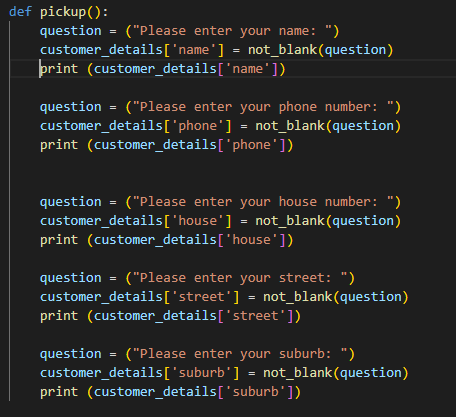 def pickup():
    question = ("Please enter your name: ")
    customer_details['name'] = not_blank(question)
    print (customer_details['name'])

    question = ("Please enter your phone number: ")
    customer_details['phone'] = not_blank(question)
    print (customer_details['phone'])


    question = ("Please enter your house number: ")
    customer_details['house'] = not_blank(question)
    print (customer_details['house'])

    question = ("Please enter your street: ")
    customer_details['street'] = not_blank(question)
    print (customer_details['street'])

    question = ("Please enter your suburb: ")
    customer_details['suburb'] = not_blank(question)
    print (customer_details['suburb'])